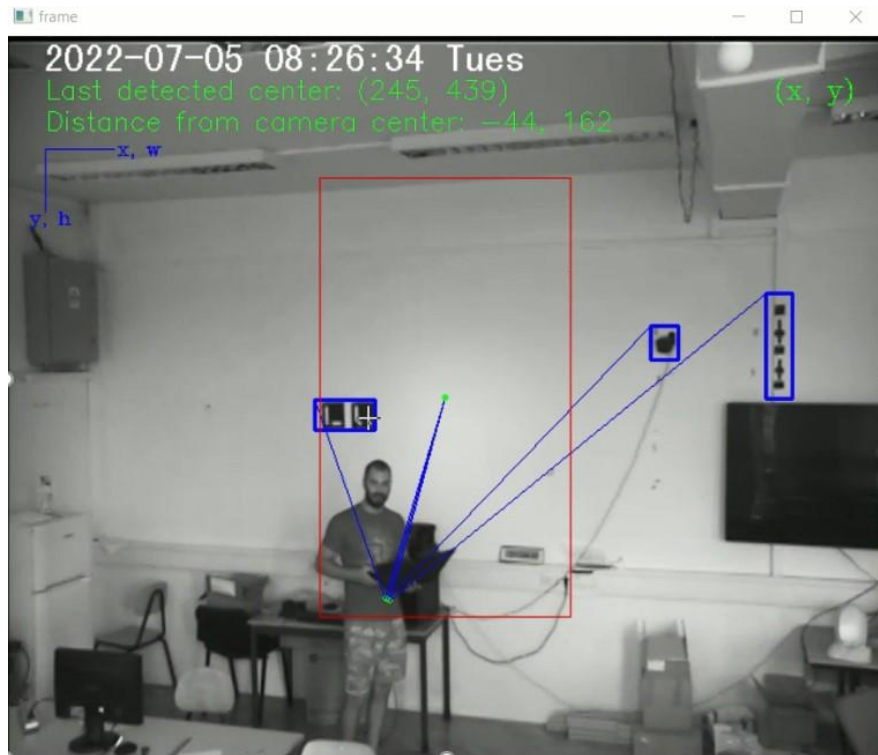 frame
2022-07-05 08:26:34 Tues
Last detected center: (245, 439)
(x, y)
Distance from camera center: -44, 162
x, w
y, h